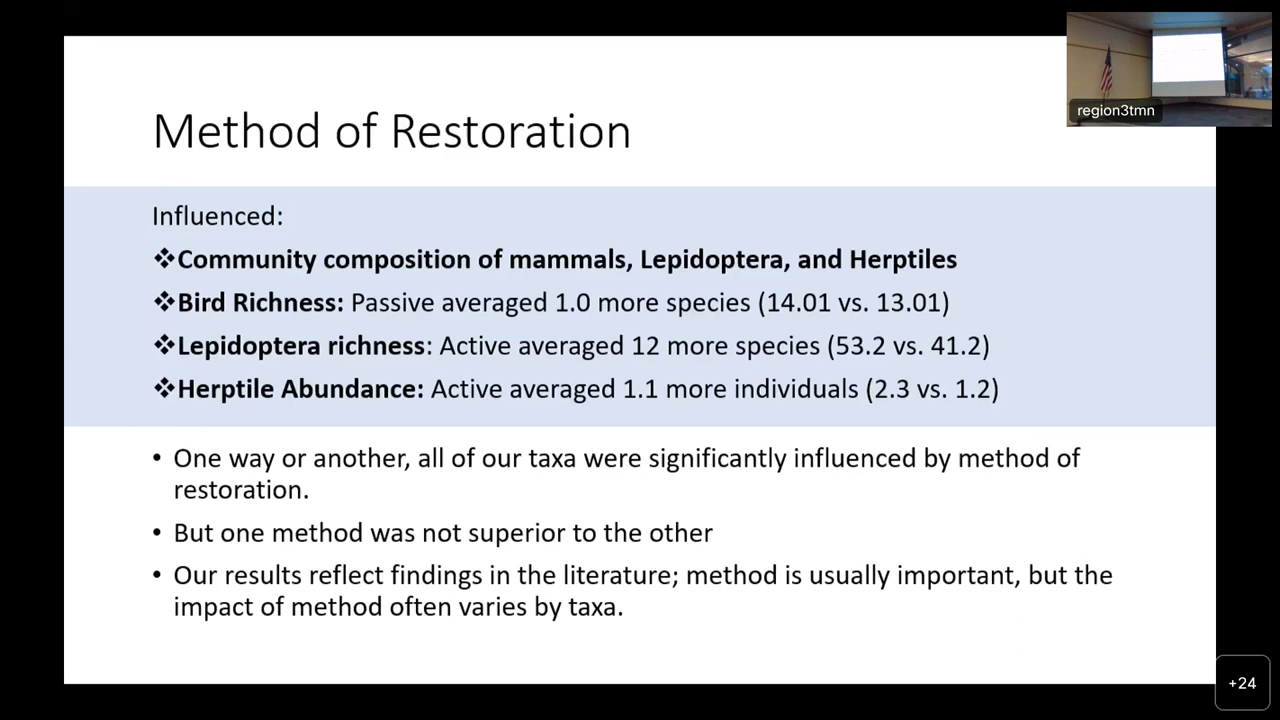 region3tmn
Method of Restoration
Influenced:
❖Community composition of mammals, Lepidoptera, and Herptiles
❖Bird Richness: Passive averaged 1.0 more species (14.01 vs. 13.01)
❖Lepidoptera richness: Active averaged 12 more species (53.2 vs. 41.2)
❖Herptile Abundance: Active averaged 1.1 more individuals (2.3 vs. 1.2)
• One way or another, all of our taxa were significantly influenced by method of
restoration.
• But one method was not superior to the other
• Our results reflect findings in the literature; method is usually important, but the
impact of method often varies by taxa.
+24